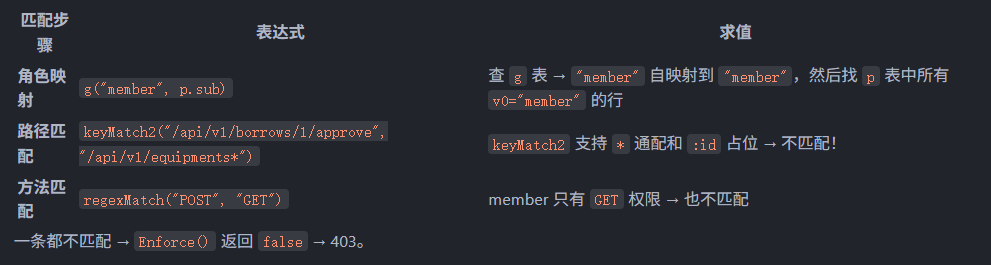 匹配步骤 表达式 求值
角色映射 g("member", p.sub) 查 g 表 → "member" 自映射到 "member"，然后找 p 表中所有
v0="member" 的行
路径匹配 keyMatch2("/api/v1/borrows/1/approve", keyMatch2 支持 * 通配和 :id 占位 → 不匹配！
"/api/v1/equipments*")
方法匹配 regexMatch("POST", "GET") member 只有 GET 权限 → 也不匹配
一条都不匹配 → Enforce() 返回 false → 403。